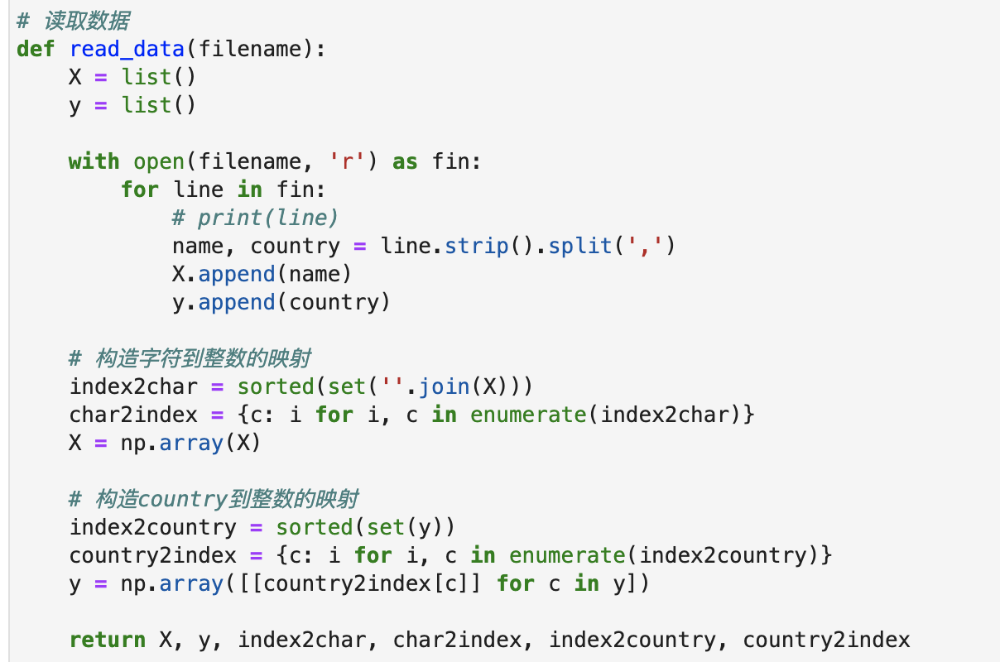 # 读取数据
def read_data(filename):
    X = list()
    y = list()

    with open(filename, 'r') as fin:
        for line in fin:
            # print(line)
            name, country = line.strip().split(',')
            X.append(name)
            y.append(country)

    # 构造字符到整数的映射
    index2char = sorted(set(''.join(X)))
    char2index = {c: i for i, c in enumerate(index2char)}
    X = np.array(X)

    # 构造country到整数的映射
    index2country = sorted(set(y))
    country2index = {c: i for i, c in enumerate(index2country)}
    y = np.array([[country2index[c]] for c in y])

    return X, y, index2char, char2index, index2country, country2index